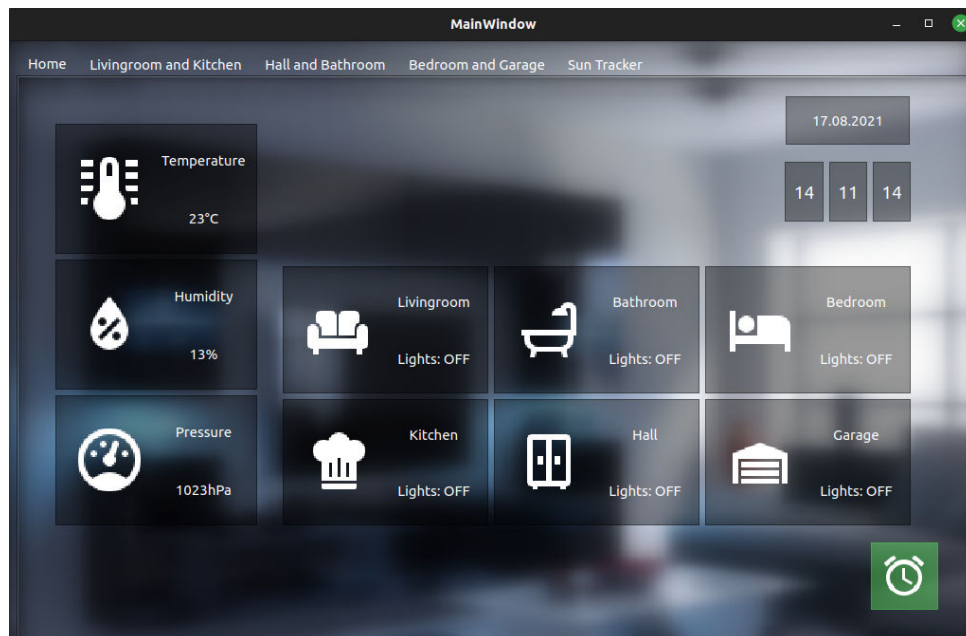 MainWindow
Home Livingroom and Kitchen Hall and Bathroom Bedroom and Garage Sun Tracker
17.08.2021
14 11 14
Temperature
23°C
Humidity
13%
Pressure
1023hPa
Livingroom
Lights: OFF
Bathroom
Lights: OFF
Bedroom
Lights: OFF
Kitchen
Lights: OFF
Hall
Lights: OFF
Garage
Lights: OFF